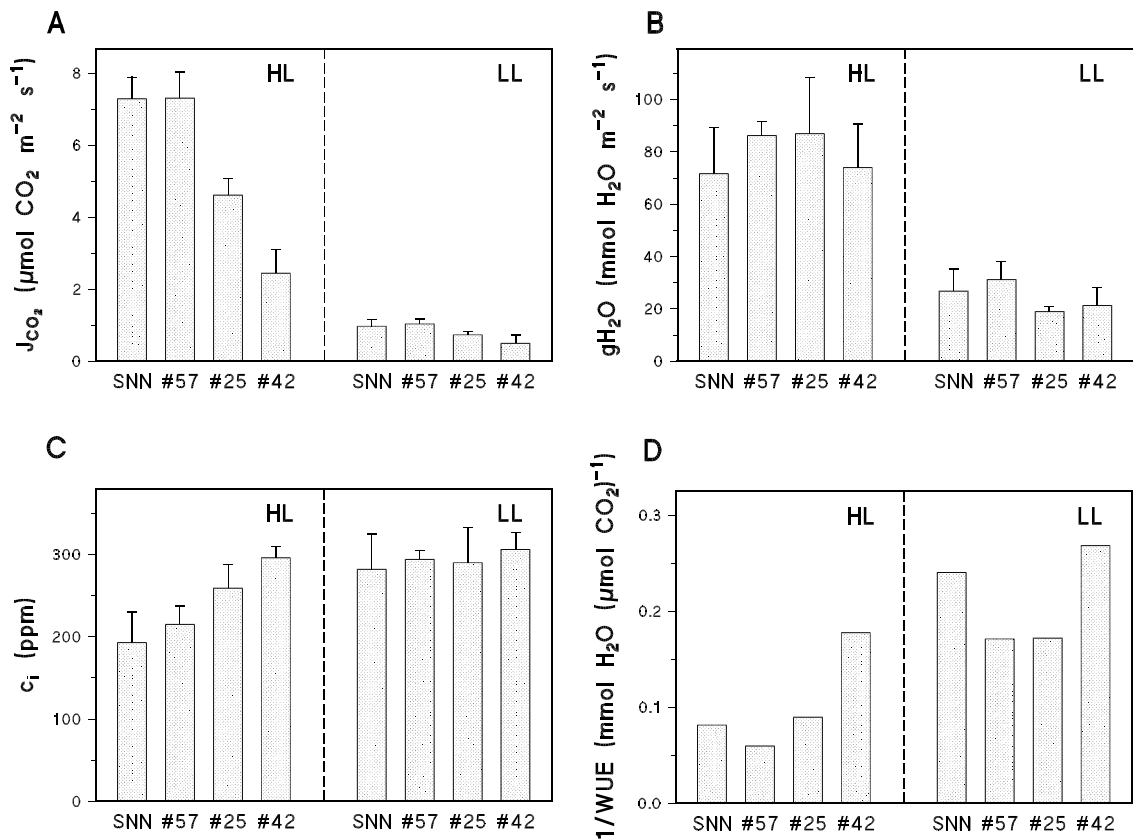 A
J_CO₂ (µmol CO₂ m⁻² s⁻¹)
8
6
4
2
0
HL
LL
SNN #57 #25 #42
SNN #57 #25 #42
B
gH₂O (mmol H₂O m⁻² s⁻¹)
100
80
60
40
20
0
HL
LL
SNN #57 #25 #42
SNN #57 #25 #42
C
cᵢ (ppm)
300
200
100
0
HL
LL
SNN #57 #25 #42
SNN #57 #25 #42
D
1/WUE (mmol H₂O (µmol CO₂)⁻¹)
0.3
0.2
0.1
0.0
HL
LL
SNN #57 #25 #42
SNN #57 #25 #42